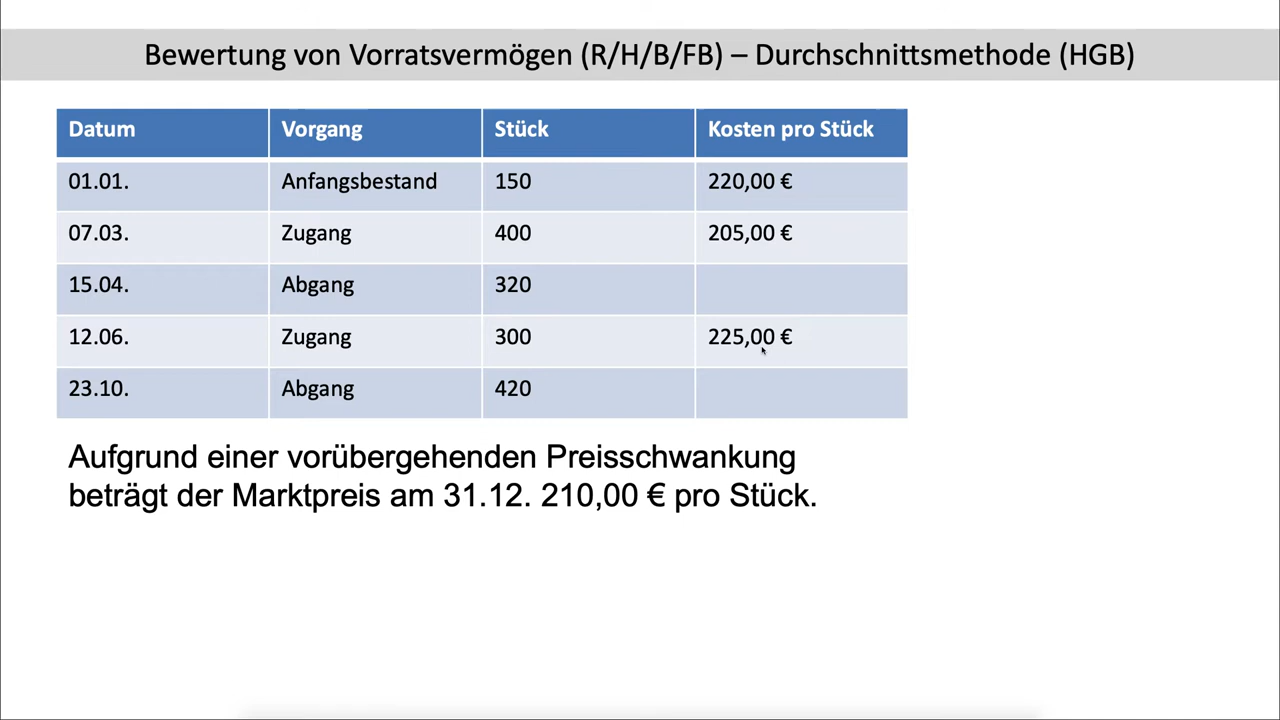 Bewertung von Vorratsvermögen (R/H/B/FB) – Durchschnittsmethode (HGB)
Datum Vorgang Stück Kosten pro Stück
01.01. Anfangsbestand 150 220,00 €
07.03. Zugang 400 205,00 €
15.04. Abgang 320
12.06. Zugang 300 225,00 €
23.10. Abgang 420
Aufgrund einer vorübergehenden Preisschwankung
beträgt der Marktpreis am 31.12. 210,00 € pro Stück.